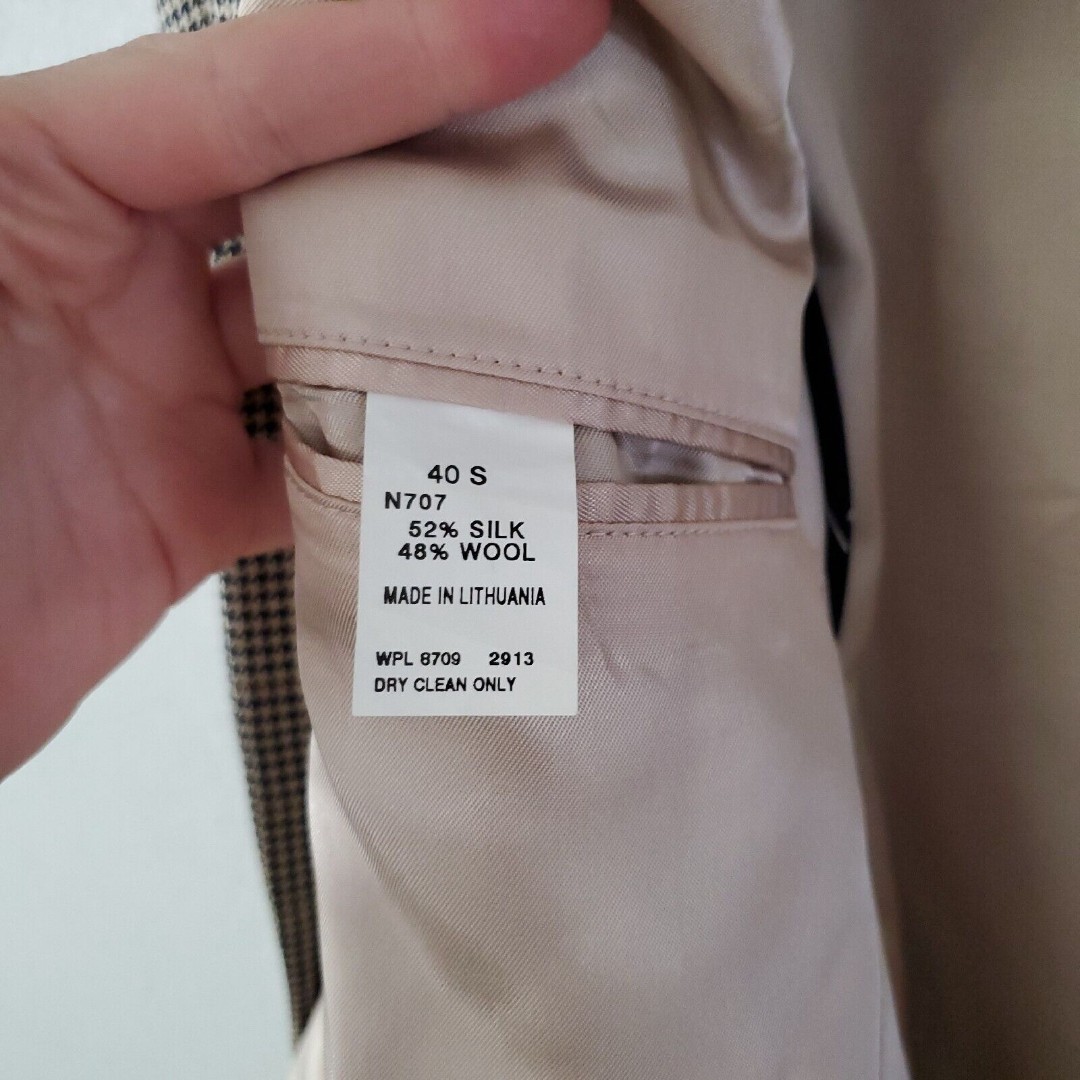 40 S
N707
52% SILK
48% WOOL
MADE IN LITHUANIA
WPL 8709 2913
DRY CLEAN ONLY